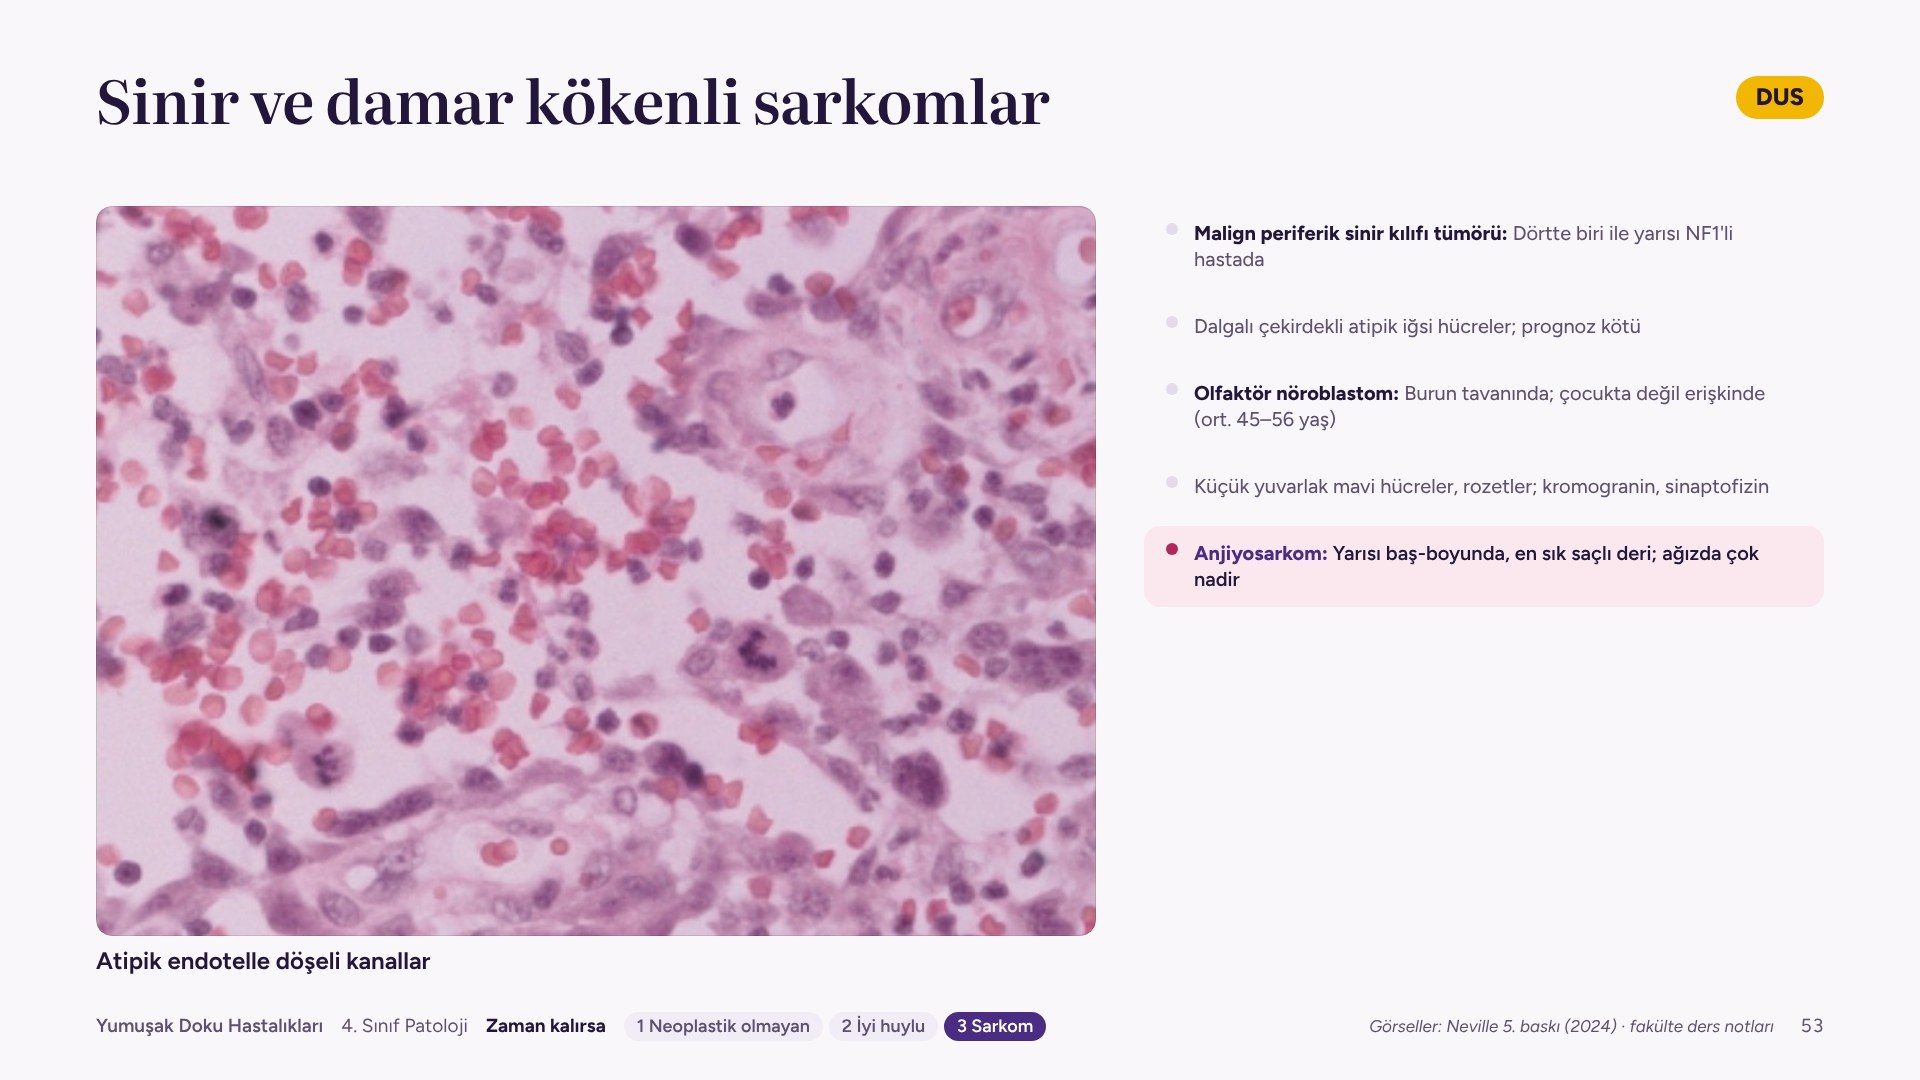 Sinir ve damar kökenli sarkomlar
DUS
Malign periferik sinir kılıfı tümörü: Dörtte biri ile yarısı NF1'li
hastada
Dalgalı çekirdekli atipik iğsi hücreler; prognoz kötü
Olfaktör nöroblastom: Burun tavanında; çocukta değil erişkinde
(ort. 45–56 yaş)
Küçük yuvarlak mavi hücreler, rozetler; kromogranin, sinaptofizin
Anjiyosarkom: Yarısı baş-boyunda, en sık saçlı deri; ağızda çok
nadir
Atipik endotelle döşeli kanallar
Yumuşak Doku Hastalıkları 4. Sınıf Patoloji Zaman kalırsa 1 Neoplastik olmayan 2 İyi huylu 3 Sarkom
Görseller: Neville 5. baskı (2024) · fakülte ders notları 53